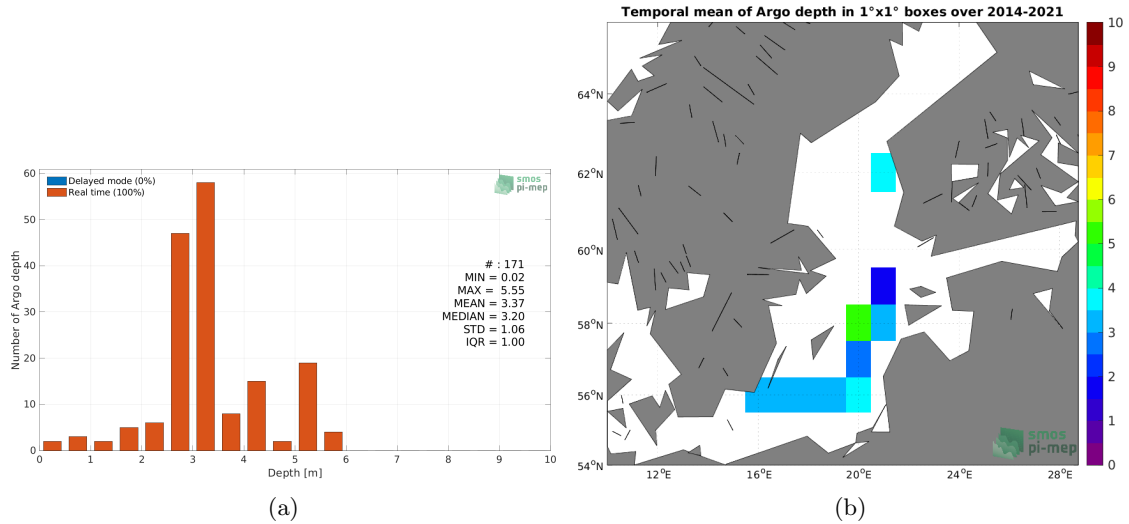 Delayed mode (0%)
Real time (100%)
smos
pi-mep
# : 171
MIN = 0.02
MAX = 5.55
MEAN = 3.37
MEDIAN = 3.20
STD = 1.06
IQR = 1.00
Number of Argo depth
60
50
40
30
20
10
0
0 1 2 3 4 5 6 7 8 9 10
Depth [m]
(a)
Temporal mean of Argo depth in 1°x1° boxes over 2014-2021
64°N
62°N
60°N
58°N
56°N
54°N
12°E 16°E 20°E 24°E 28°E
smos
pi-mep
10
9
8
7
6
5
4
3
2
1
0
(b)